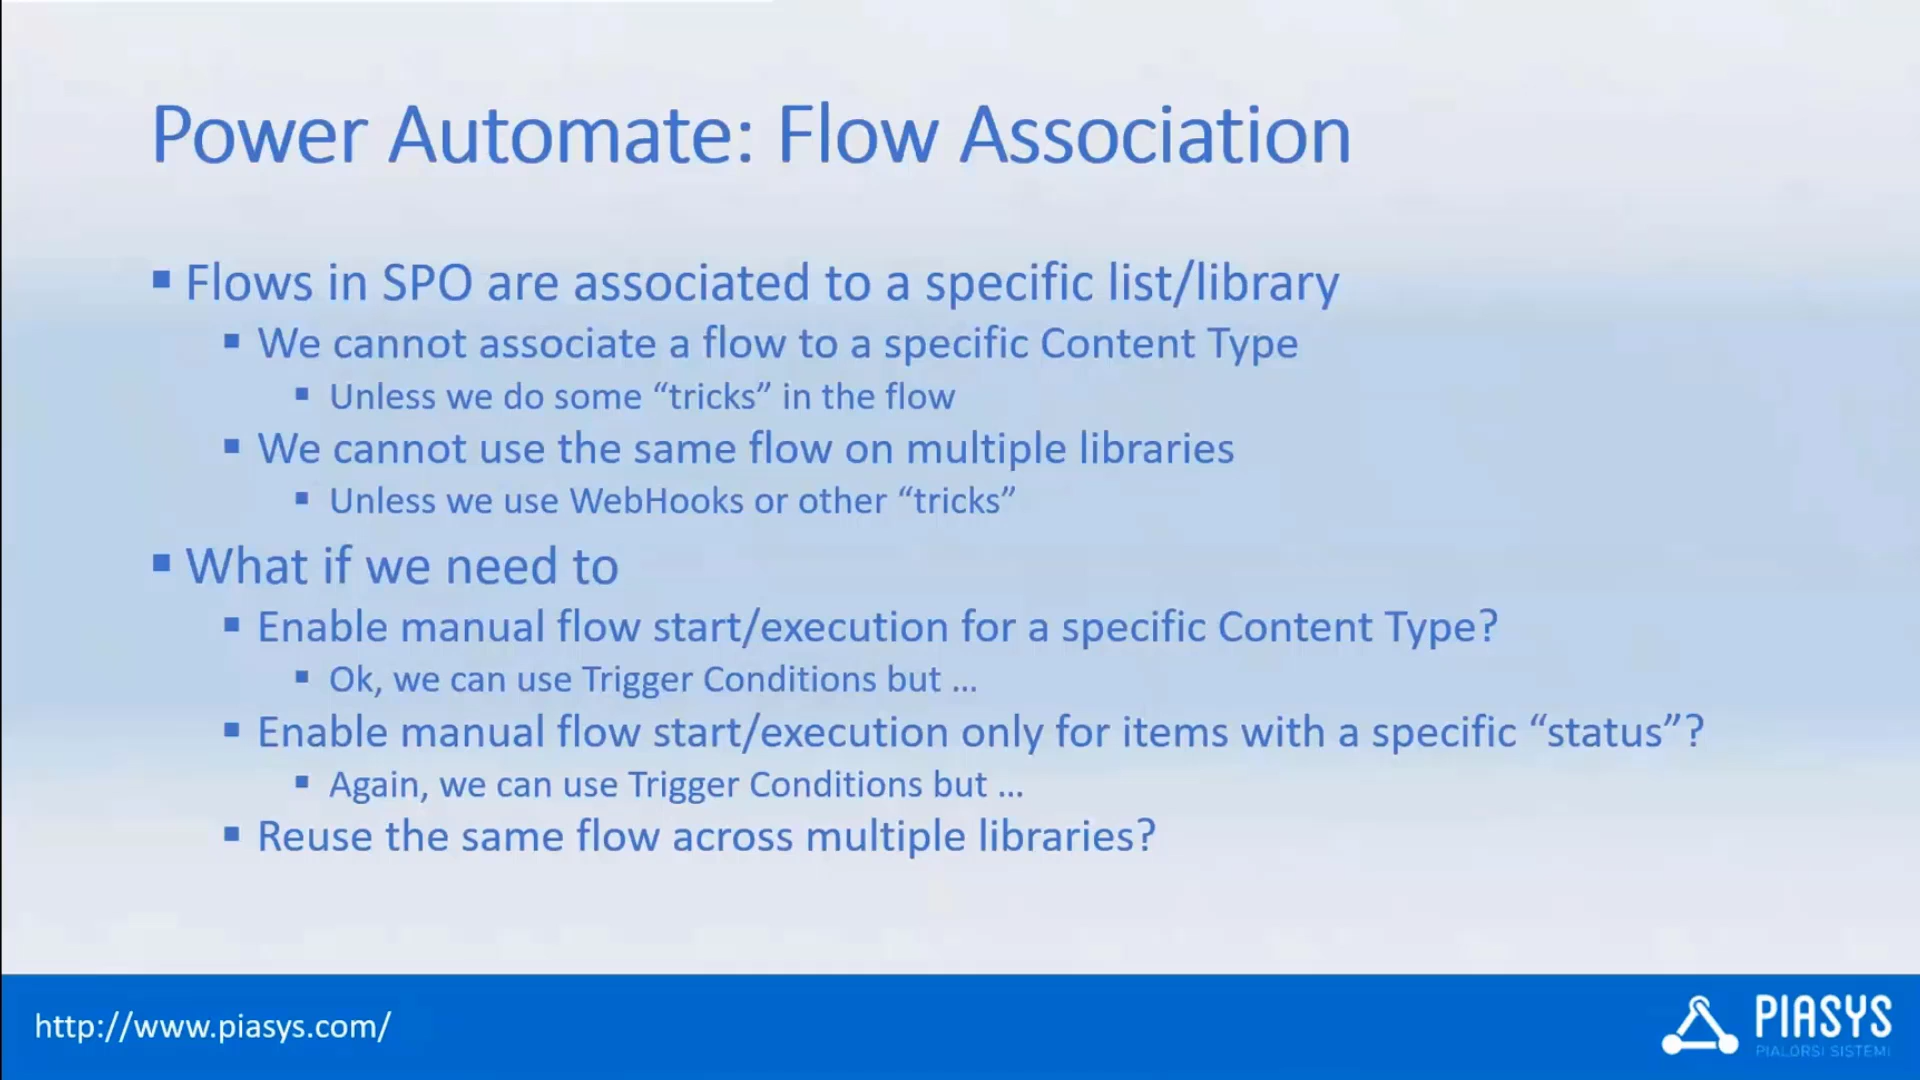 Power Automate: Flow Association
▪ Flows in SPO are associated to a specific list/library
▪ We cannot associate a flow to a specific Content Type
▪ Unless we do some “tricks” in the flow
▪ We cannot use the same flow on multiple libraries
▪ Unless we use WebHooks or other “tricks”
▪ What if we need to
▪ Enable manual flow start/execution for a specific Content Type?
▪ Ok, we can use Trigger Conditions but …
▪ Enable manual flow start/execution only for items with a specific “status”?
▪ Again, we can use Trigger Conditions but …
▪ Reuse the same flow across multiple libraries?
http://www.piasys.com/
PIASYS
PIALORSI SISTEMI